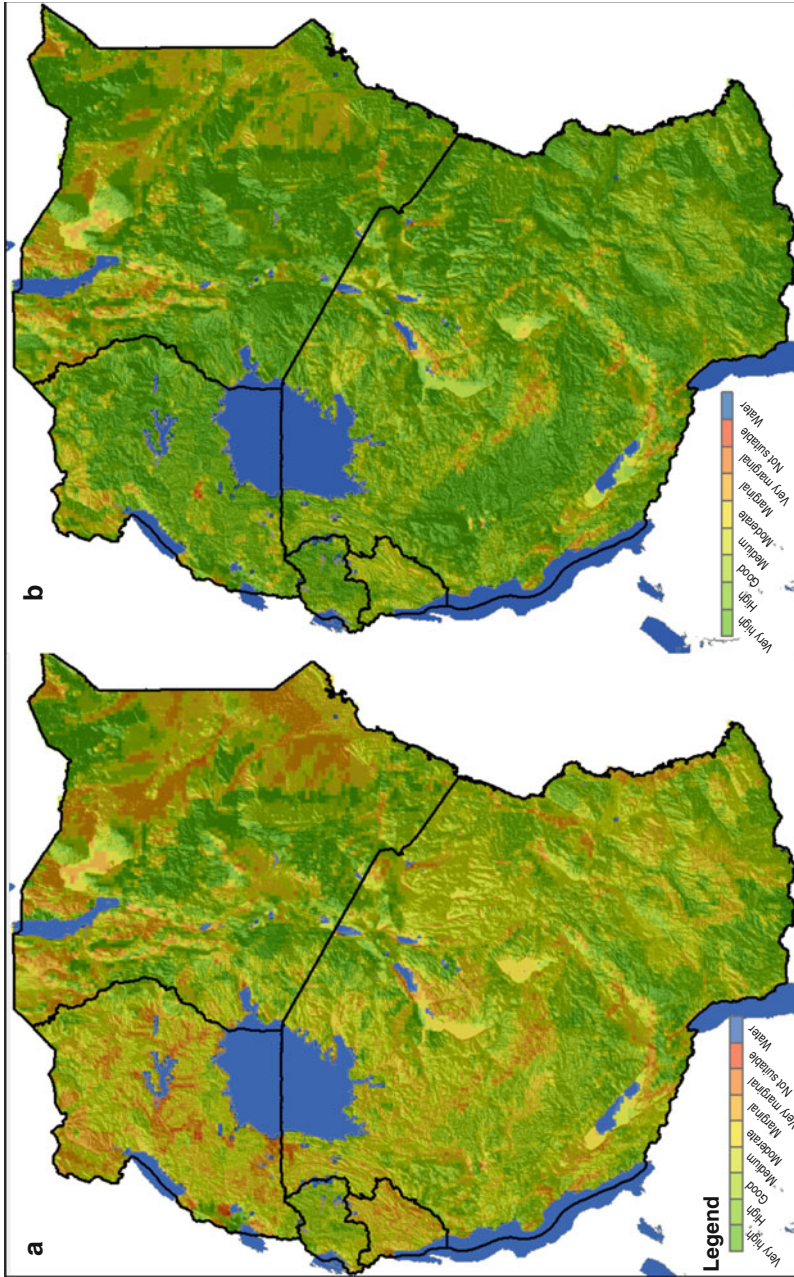 a
Legend
Very high
High
Good
Medium
Moderate
Marginal
Very marginal
Not suitable
Water
b
Very high
High
Good
Medium
Moderate
Marginal
Very marginal
Not suitable
Water